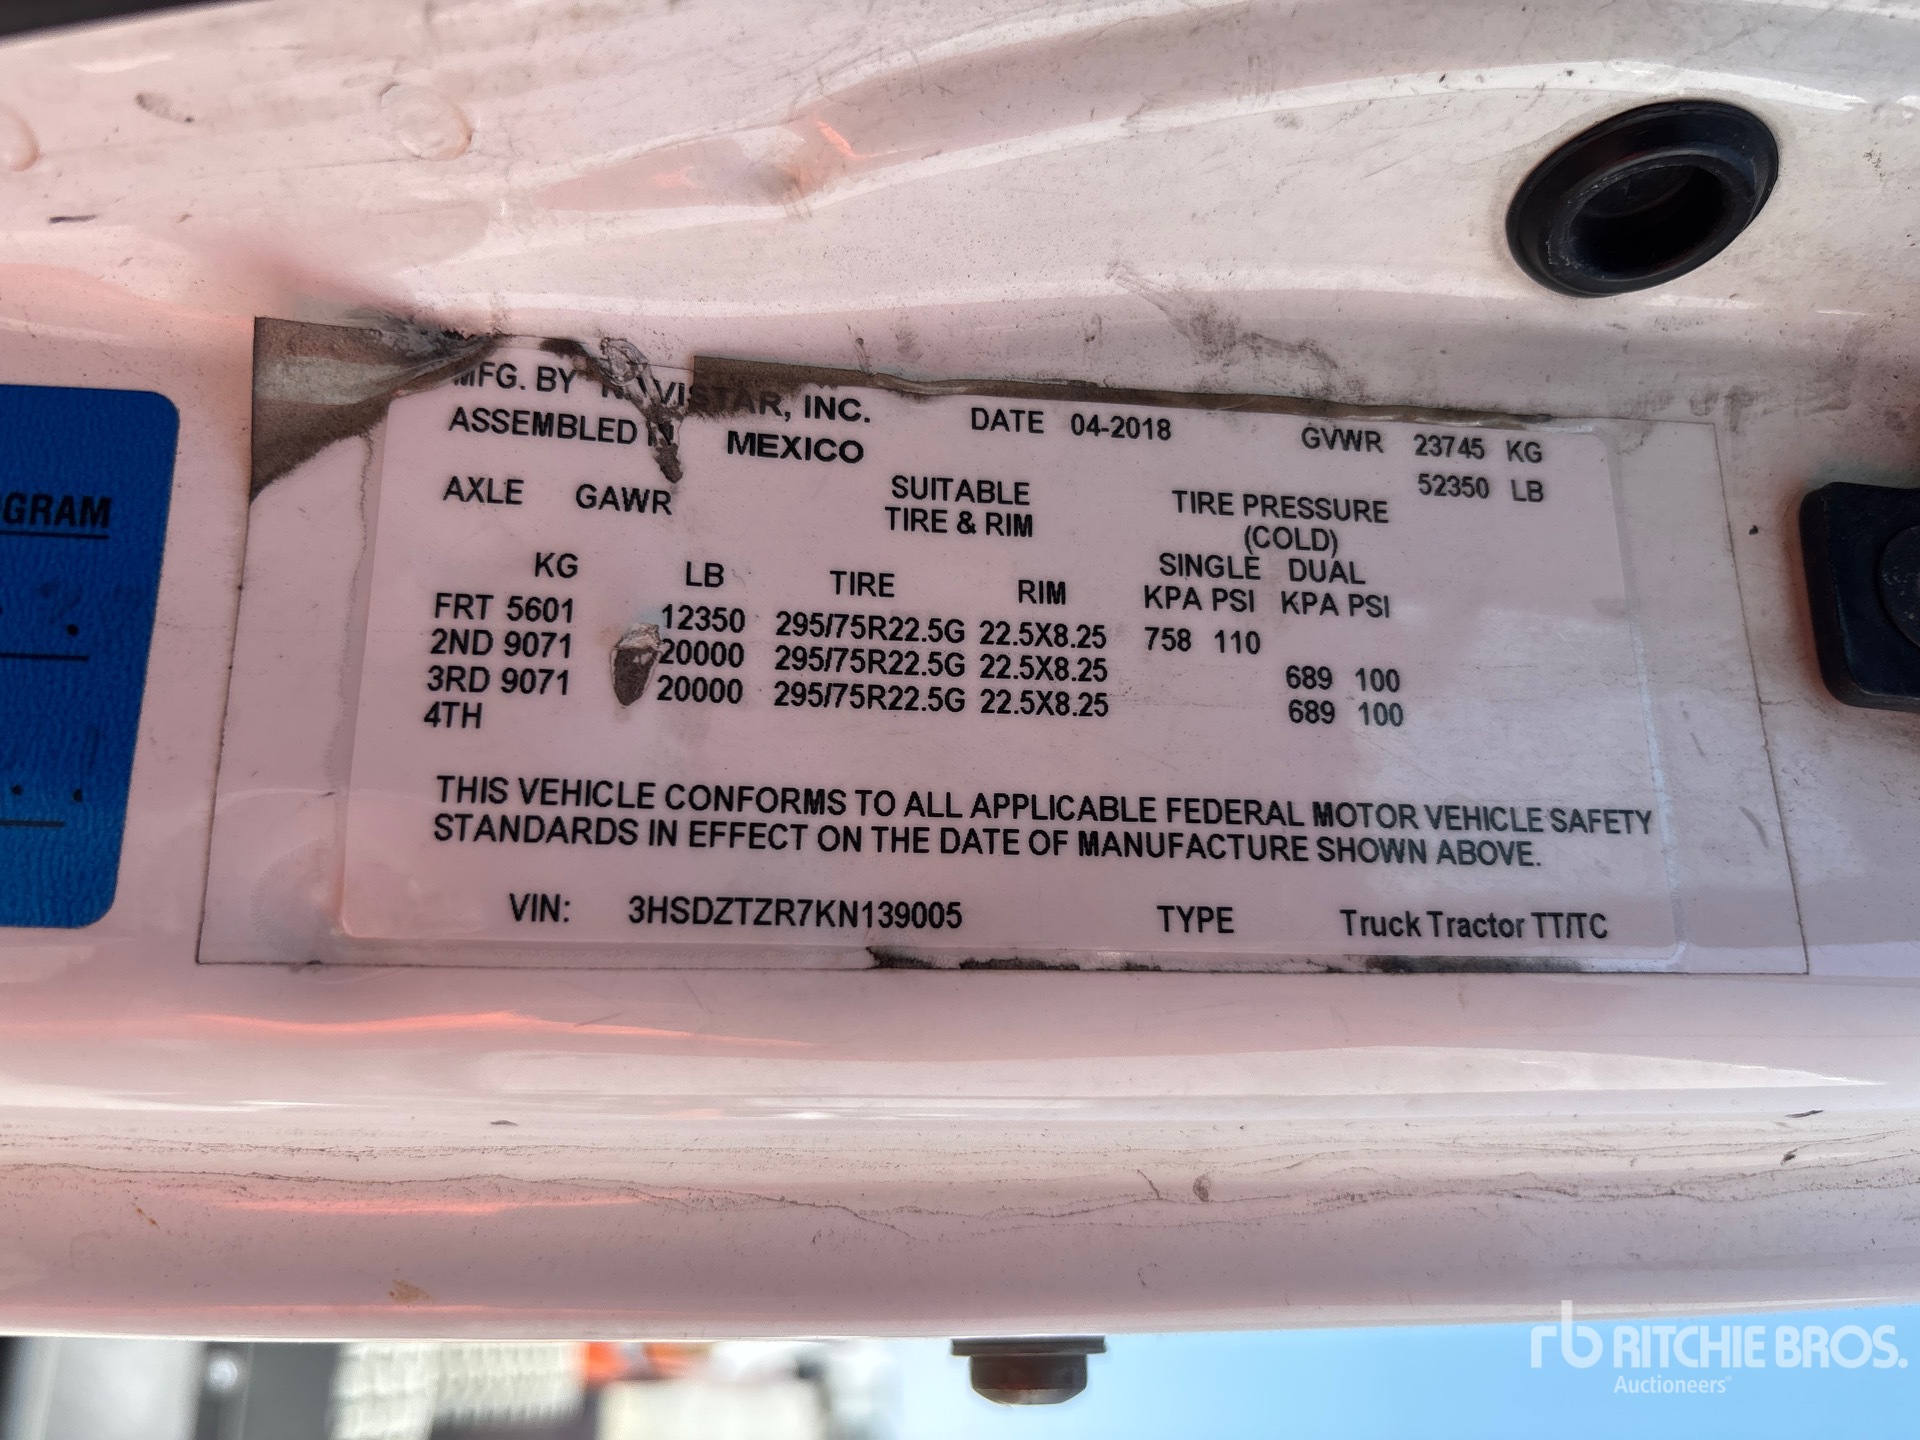 MFG. BY NAVISTAR, INC.
ASSEMBLED IN MEXICO
DATE 04-2018
GVWR 23745 KG
52350 LB
AXLE GAWR
SUITABLE
TIRE & RIM
TIRE PRESSURE
(COLD)
SINGLE DUAL
KG LB TIRE RIM KPA PSI KPA PSI
FRT 5601 12350 295/75R22.5G 22.5X8.25 758 110
2ND 9071 20000 295/75R22.5G 22.5X8.25 689 100
3RD 9071 20000 295/75R22.5G 22.5X8.25 689 100
4TH
THIS VEHICLE CONFORMS TO ALL APPLICABLE FEDERAL MOTOR VEHICLE SAFETY
STANDARDS IN EFFECT ON THE DATE OF MANUFACTURE SHOWN ABOVE.
VIN: 3HSDZTZR7KN139005 TYPE Truck Tractor TT/TC
OGRAM
rb RITCHIE BROS.
Auctioneers